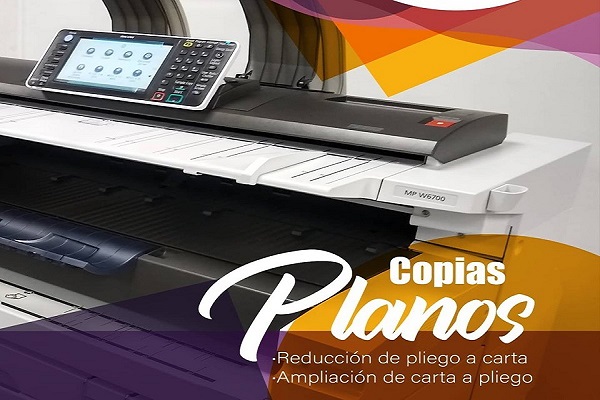 MP W6700
Copias
Planos
·Reducción de pliego a carta
·Ampliación de carta a pliego